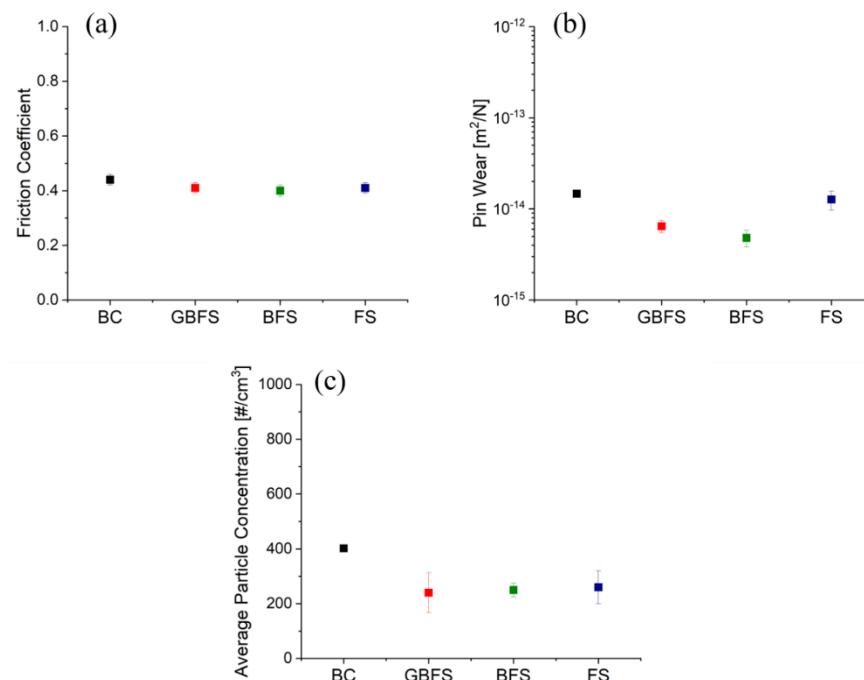 (a)
Friction Coefficient
1.0
0.8
0.6
0.4
0.2
0.0
BC GBFS BFS FS
(b)
Pin Wear [m²/N]
10⁻¹²
10⁻¹³
10⁻¹⁴
10⁻¹⁵
BC GBFS BFS FS
(c)
Average Particle Concentration [#/cm³]
1000
800
600
400
200
0
BC GBFS BFS FS